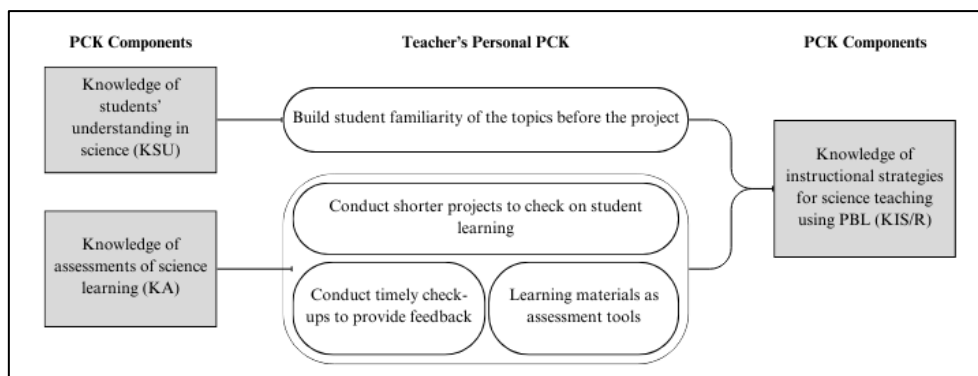 PCK Components
Teacher's Personal PCK
PCK Components
Knowledge of
students'
understanding in
science (KSU)
Build student familiarity of the topics before the project
Knowledge of
instructional strategies
for science teaching
using PBL (KIS/R)
Knowledge of
assessments of science
learning (KA)
Conduct shorter projects to check on student
learning
Conduct timely check-
ups to provide feedback
Learning materials as
assessment tools